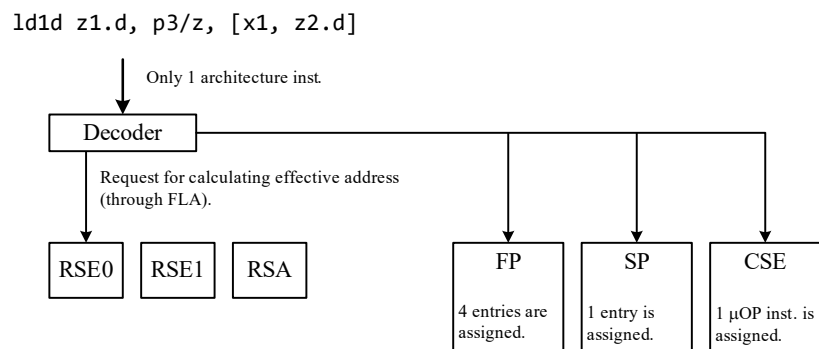 ld1d z1.d, p3/z, [x1, z2.d]
Only 1 architecture inst.
Decoder
Request for calculating effective address
(through FLA).
RSE0
RSE1
RSA
FP
4 entries are
assigned.
SP
1 entry is
assigned.
CSE
1 μOP inst. is
assigned.